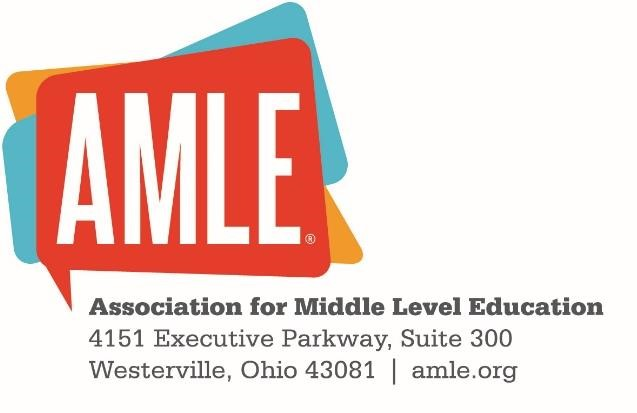 AMLE®
Association for Middle Level Education
4151 Executive Parkway, Suite 300
Westerville, Ohio 43081 | amle.org